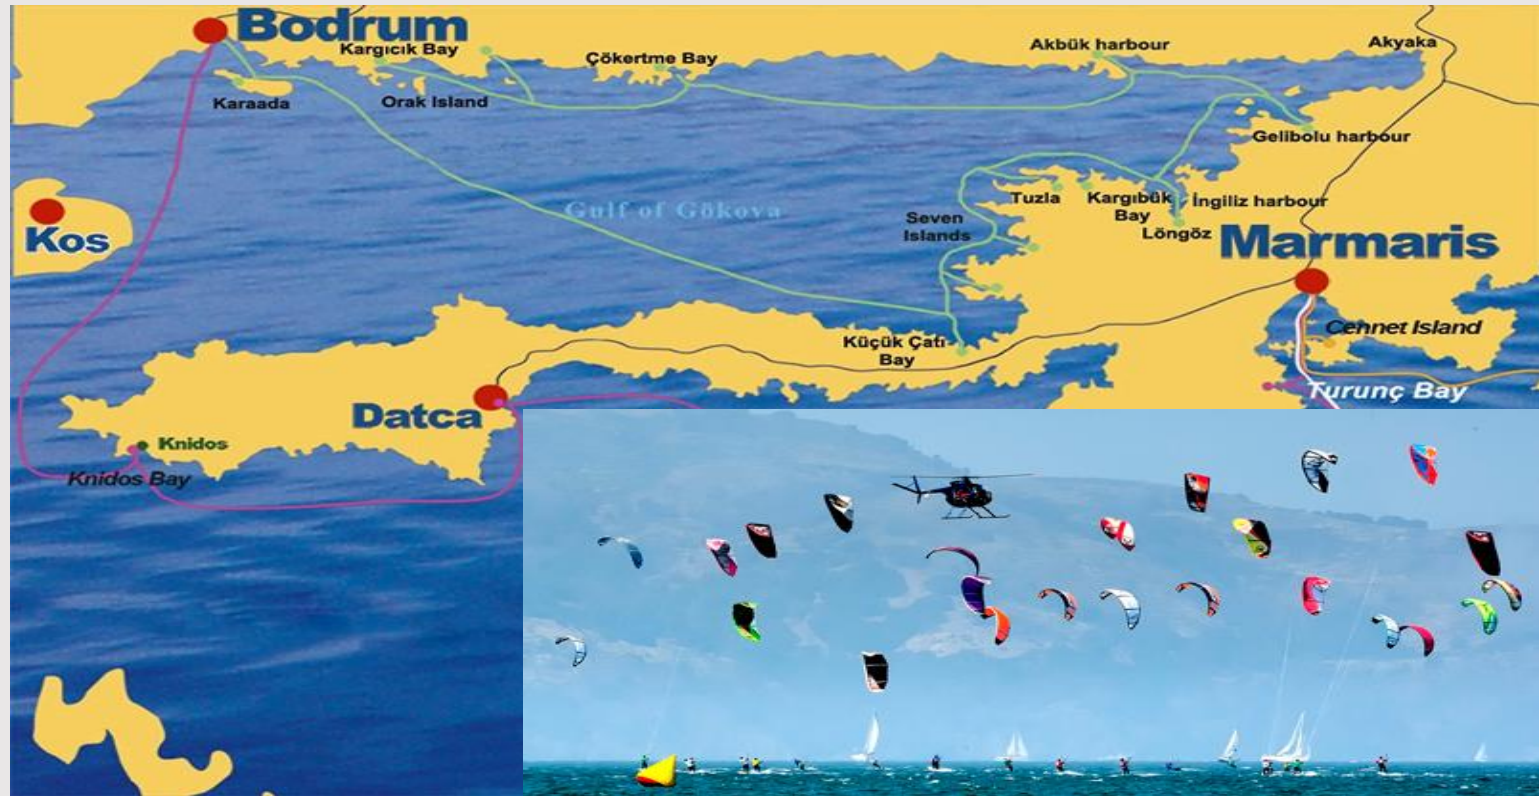 Bodrum
Kargıcık Bay
Çökertme Bay
Akbük harbour
Akyaka
Karaada
Orak Island
Gelibolu harbour
Kos
Gulf of Gökova
Seven
Islands
Tuzla
Kargıbük
Bay
İngiliz harbour
Löngöz
Marmaris
Cennet Island
Küçük Çatı
Bay
Turunç Bay
Datca
Knidos
Knidos Bay